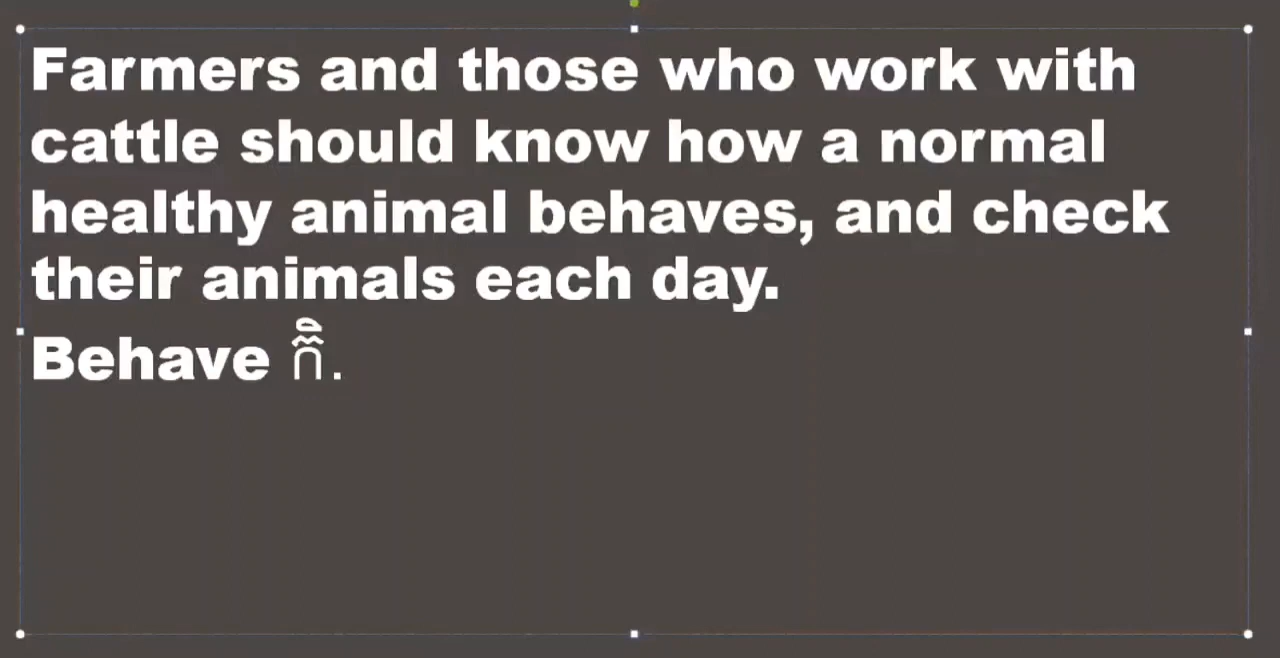 Farmers and those who work with
cattle should know how a normal
healthy animal behaves, and check
their animals each day.
Behave កិ.